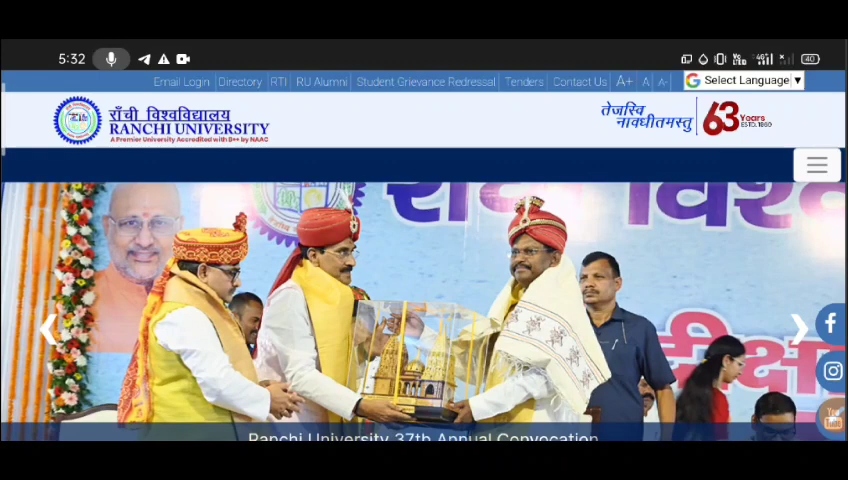 5:32
40
Email Login Directory RTI RU Alumni Student Grievance Redressal Tenders Contact Us A+ A A- Select Language ▼
राँची विश्वविद्यालय
RANCHI UNIVERSITY
A Premier University Accredited with B++ by NAAC
तेजस्वि
नावधीतमस्तु
63 Years
ESTD. 1960
Ranchi University 37th Annual Convocation